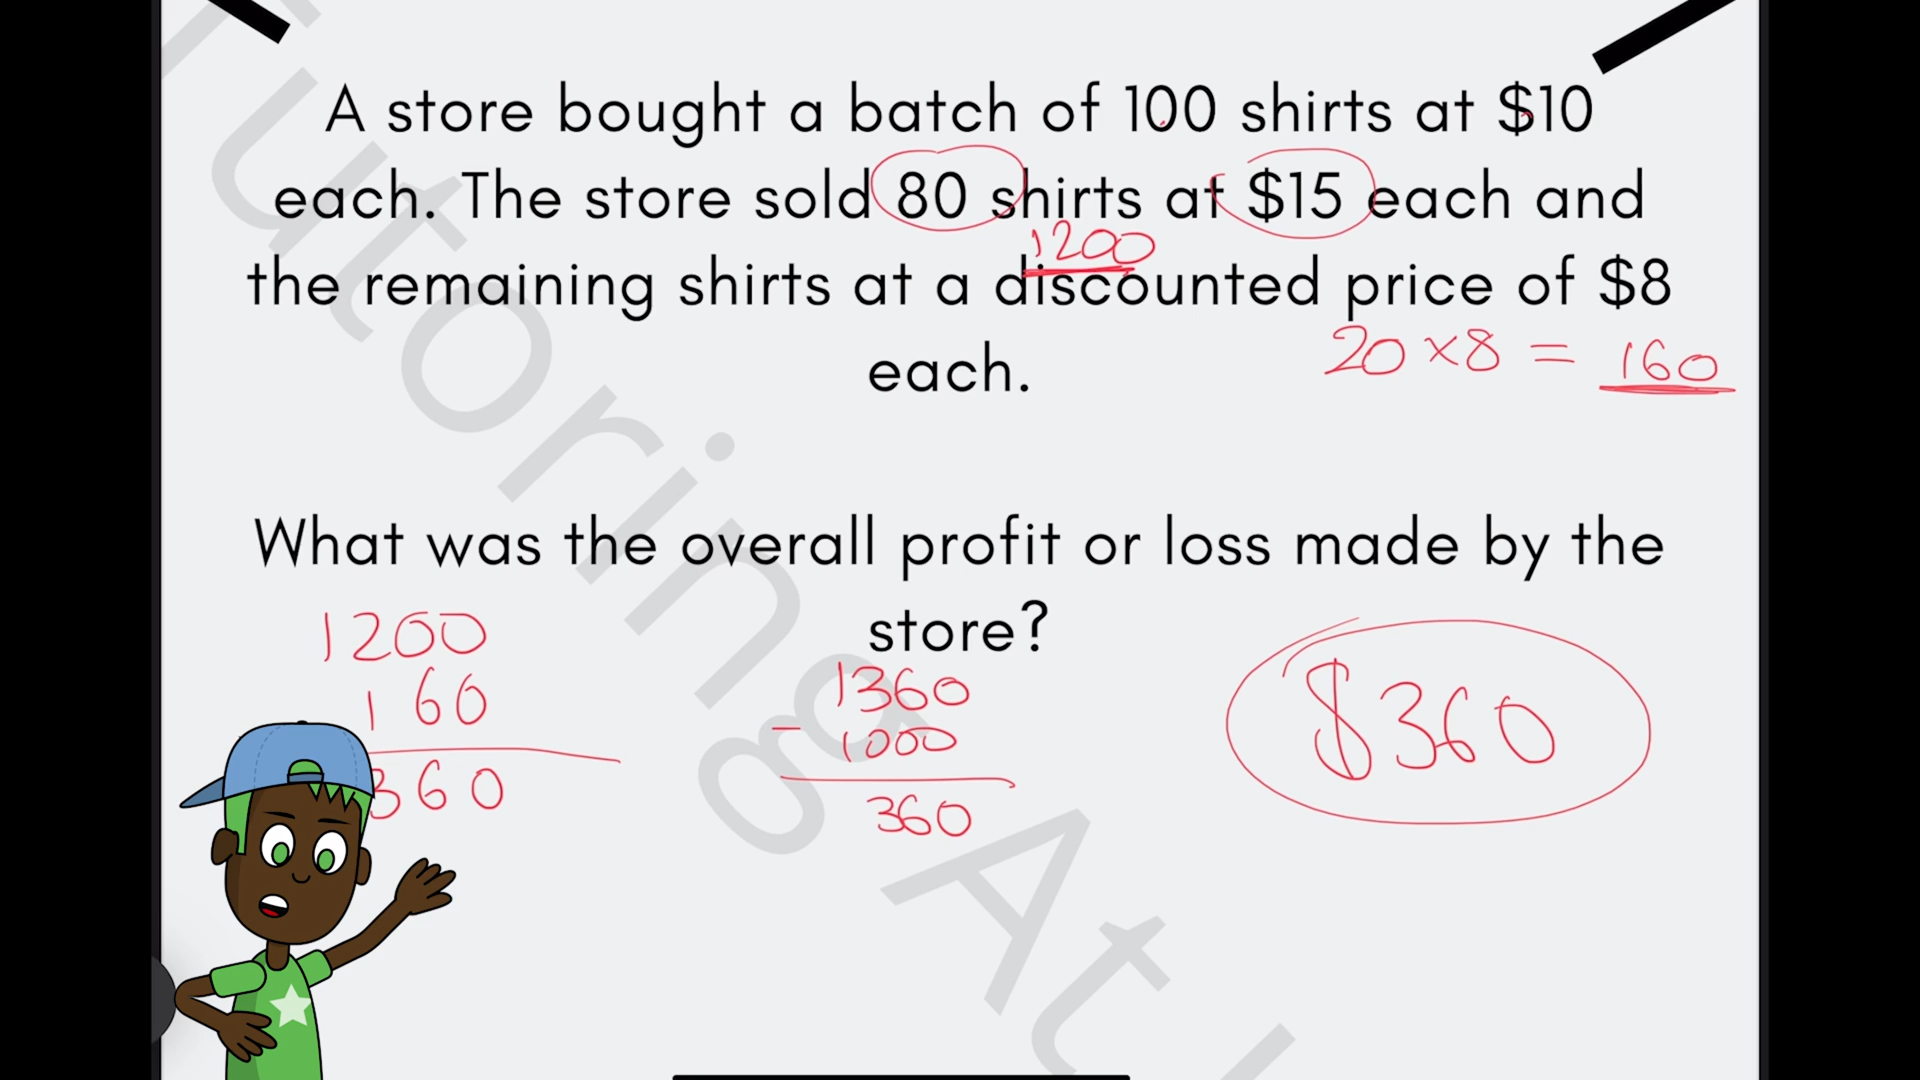 A store bought a batch of 100 shirts at $10
each. The store sold 80 shirts at $15 each and
1200
the remaining shirts at a discounted price of $8
20 × 8 = 160
each.
What was the overall profit or loss made by the
store?
1200
160
360
1360
- 1000
360
$360
Tutoring At